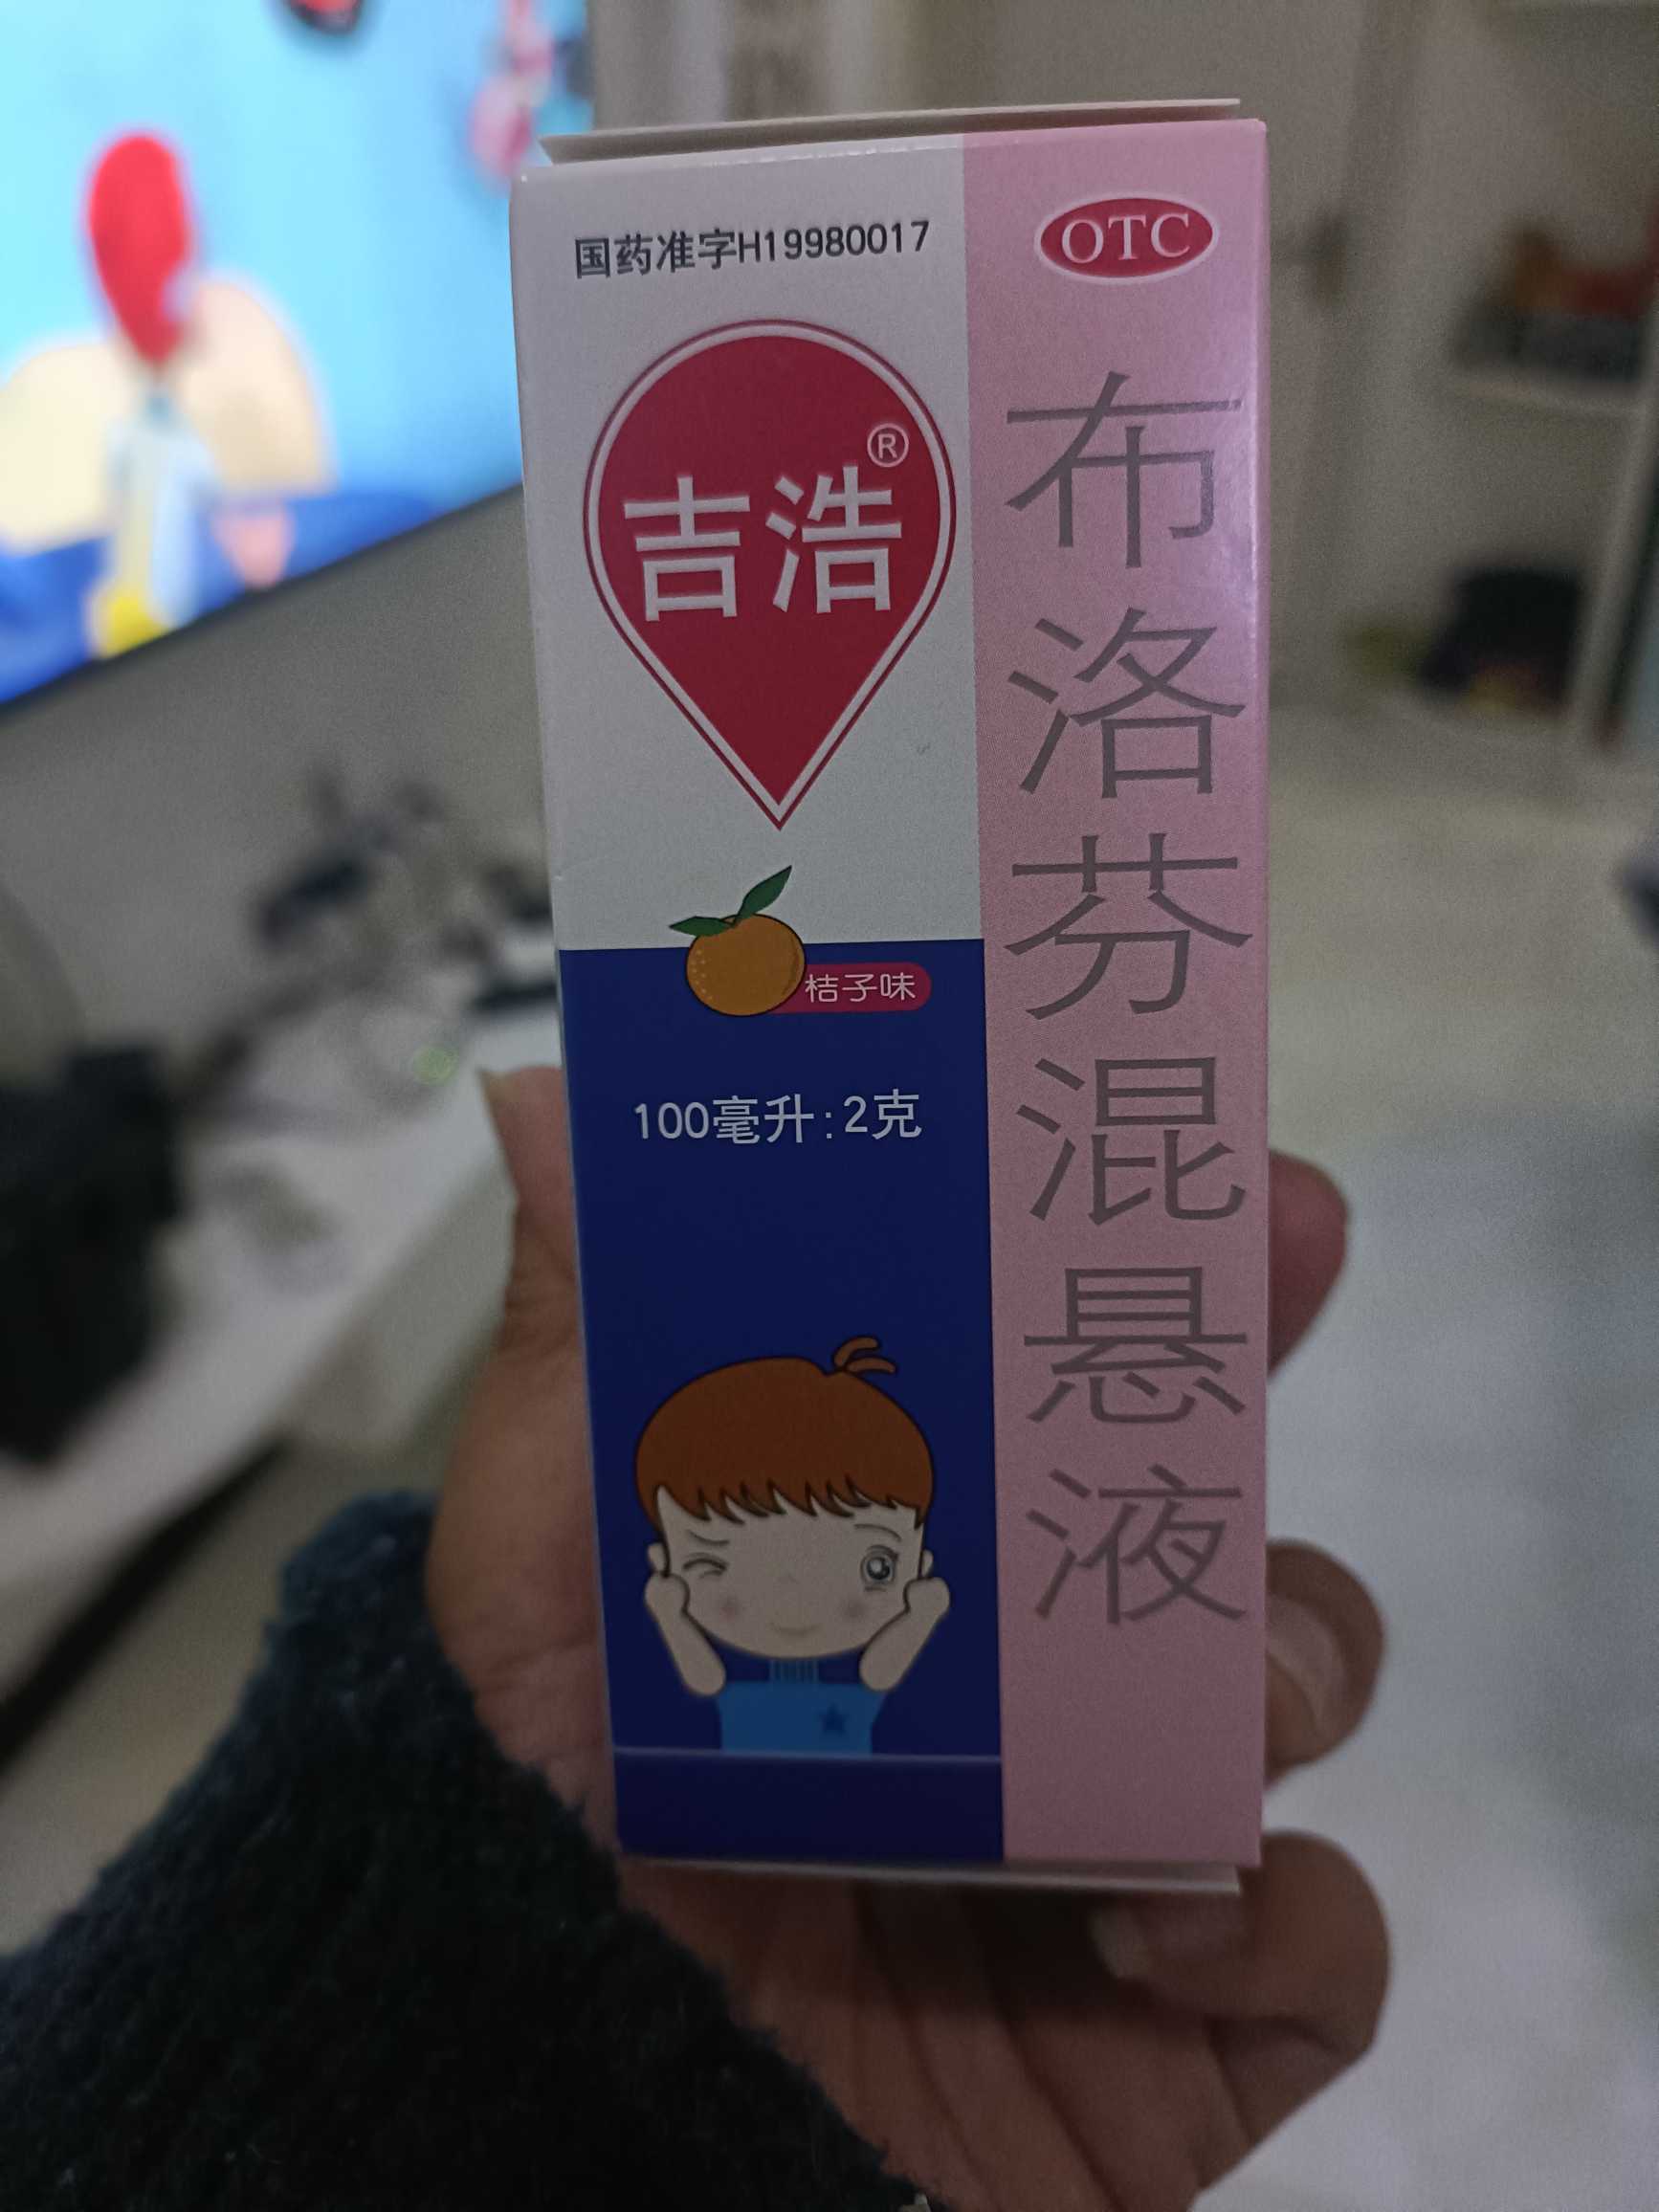 国药准字H19980017
吉浩®
桔子味
100毫升:2克
OTC
布洛芬混悬液